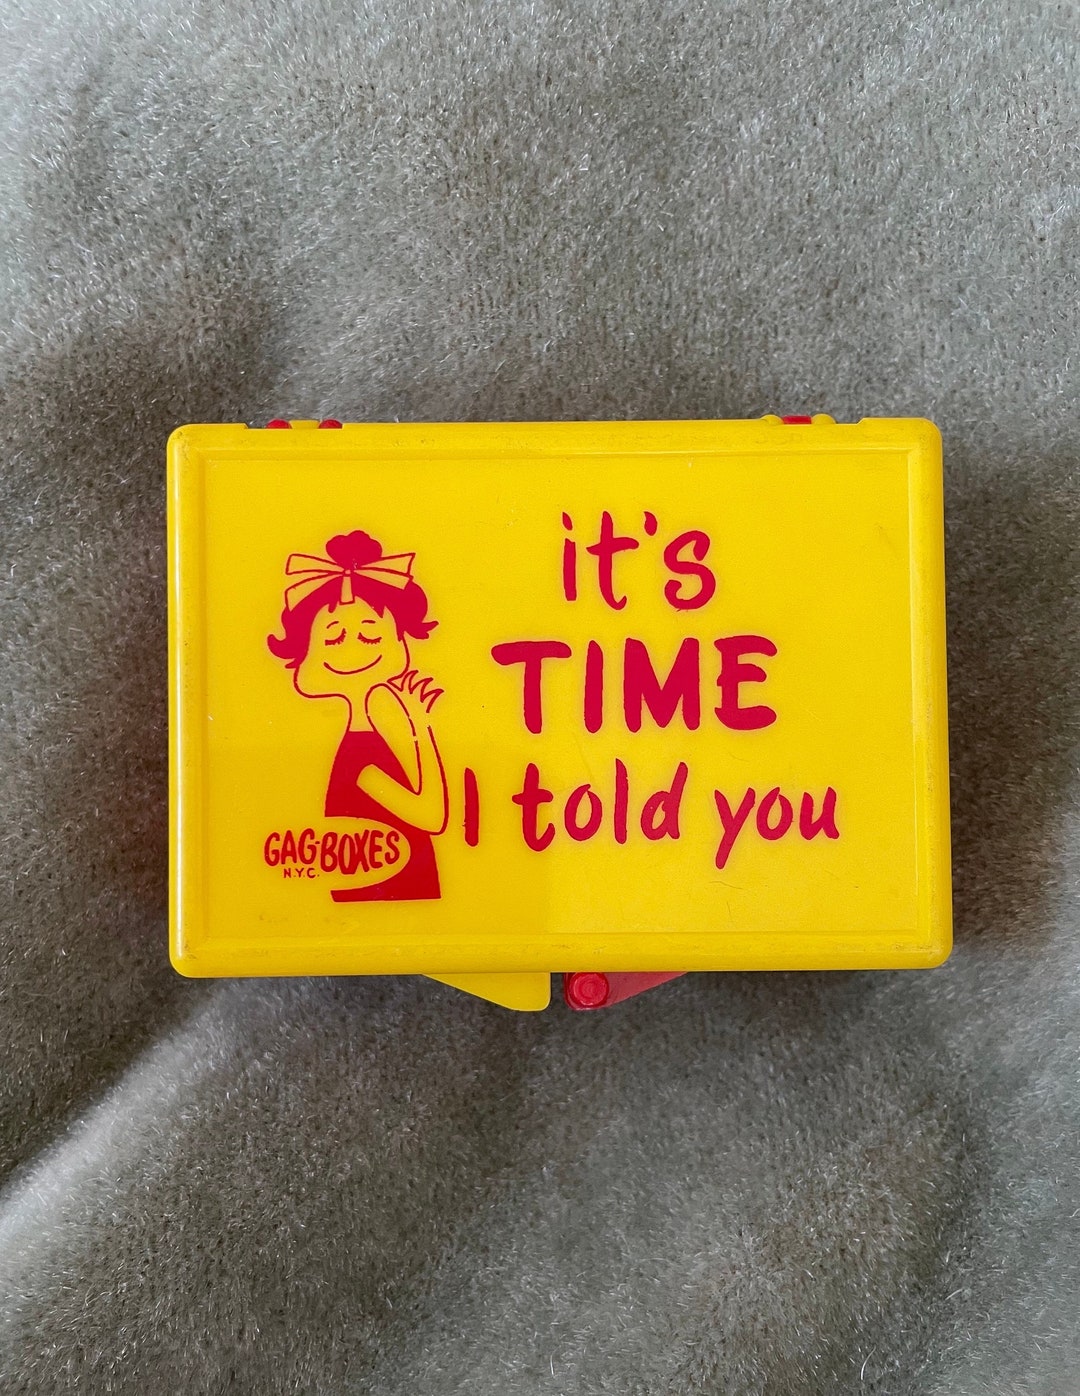 it's
TIME
I told you
GAG-BOXES
N.Y.C.